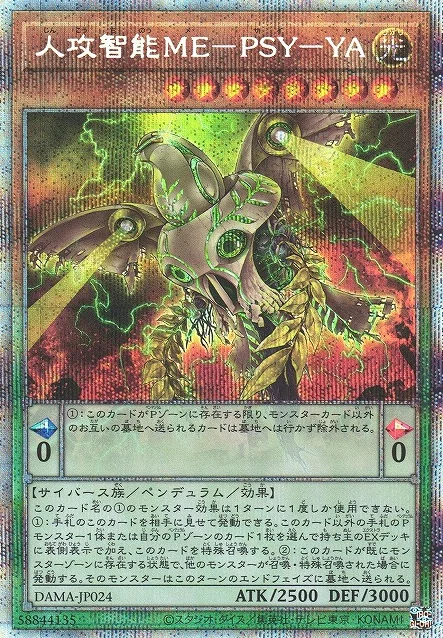 人攻智能ME－PSY－YA
光
①：このカードがPゾーンに存在する限り、モンスターカード以外
のお互いの墓地へ送られるカードは墓地へは行かず除外される。
0
0
【サイバース族／ペンデュラム／効果】
このカード名の①のモンスター効果は１ターンに１度しか使用できない。
①：手札のこのカードを相手に見せて発動できる。このカード以外の手札のＰ
モンスター１体または自分のＰゾーンのカード１枚を選んで持ち主のEXデッキ
に表側表示で加え、このカードを特殊召喚する。②：このカードが既にモン
スターゾーンに存在する状態で、他のモンスターが召喚・特殊召喚された場合に
発動する。そのモンスターはこのターンのエンドフェイズに墓地へ送られる。
DAMA-JP024
ATK/2500
DEF/3000
58844135
©スタジオ・ダイス/集英社・テレビ東京・KONAMI